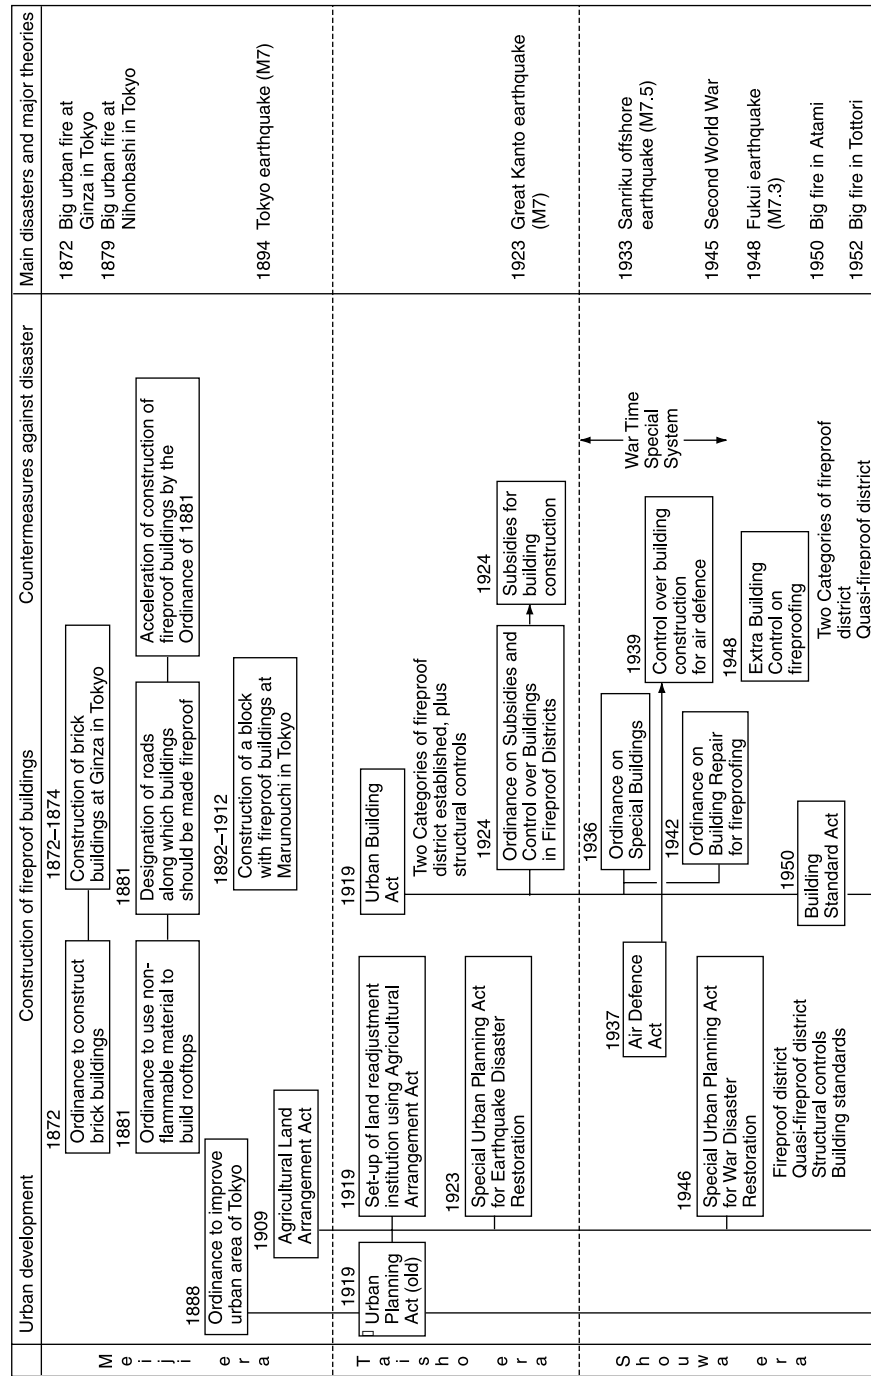 Urban development
Construction of fireproof buildings
Countermeasures against disaster
Main disasters and major theories
Meiji era
1872
Ordinance to construct
brick buildings
1872–1874
Construction of brick
buildings at Ginza in Tokyo
1872 Big urban fire at
Ginza in Tokyo
1879 Big urban fire at
Nihonbashi in Tokyo
1881
Ordinance to use non-
flammable material to
build rooftops
1881
Designation of roads
along which buildings
should be made fireproof
Acceleration of construction of
fireproof buildings by the
Ordinance of 1881
1888
Ordinance to improve
urban area of Tokyo
1892–1912
Construction of a block
with fireproof buildings at
Marunouchi in Tokyo
1894 Tokyo earthquake (M7)
1909
Agricultural Land
Arrangement Act
Taisho era
1919
Urban
Planning
Act (old)
1919
Set-up of land readjustment
institution using Agricultural
Arrangement Act
1919
Urban Building
Act
Two Categories of fireproof
district established, plus
structural controls
1923
Special Urban Planning Act
for Earthquake Disaster
Restoration
1924
Ordinance on Subsidies and
Control over Buildings
in Fireproof Districts
1924
Subsidies for
building
construction
1923 Great Kanto earthquake
(M7)
Shouwa era
1936
Ordinance on
Special Buildings
War Time
Special
System
1933 Sanriku offshore
earthquake (M7.5)
1937
Air Defence
Act
1939
Control over building
construction
for air defence
1942
Ordinance on
Building Repair
for fireproofing
1945 Second World War
1946
Special Urban Planning Act
for War Disaster
Restoration
1948
Extra Building
Control on
fireproofing
1948 Fukui earthquake
(M7.3)
Fireproof district
Quasi-fireproof district
Structural controls
Building standards
1950
Building
Standard Act
Two Categories of fireproof
district
Quasi-fireproof district
1950 Big fire in Atami
1952 Big fire in Tottori